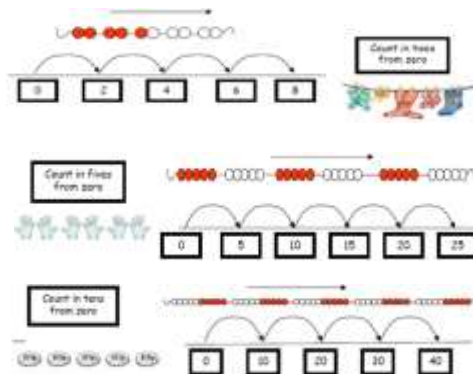 0 2 4 6 8
Count in twos
from zero
Count in fives
from zero
0 5 10 15 20 25
Count in tens
from zero
0 10 20 30 40